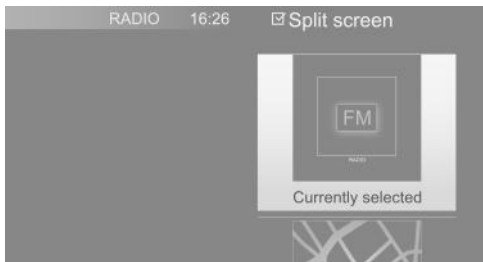 RADIO 16:26
Split screen
FM
RADIO
Currently selected